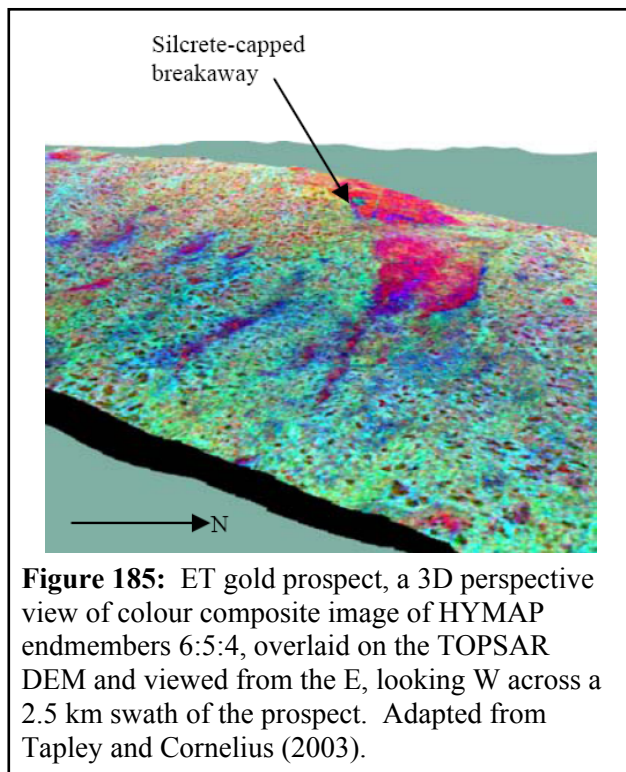 Silcrete-capped
breakaway
N
Figure 185: ET gold prospect, a 3D perspective
view of colour composite image of HYMAP
endmembers 6:5:4, overlaid on the TOPSAR
DEM and viewed from the E, looking W across a
2.5 km swath of the prospect. Adapted from
Tapley and Cornelius (2003).